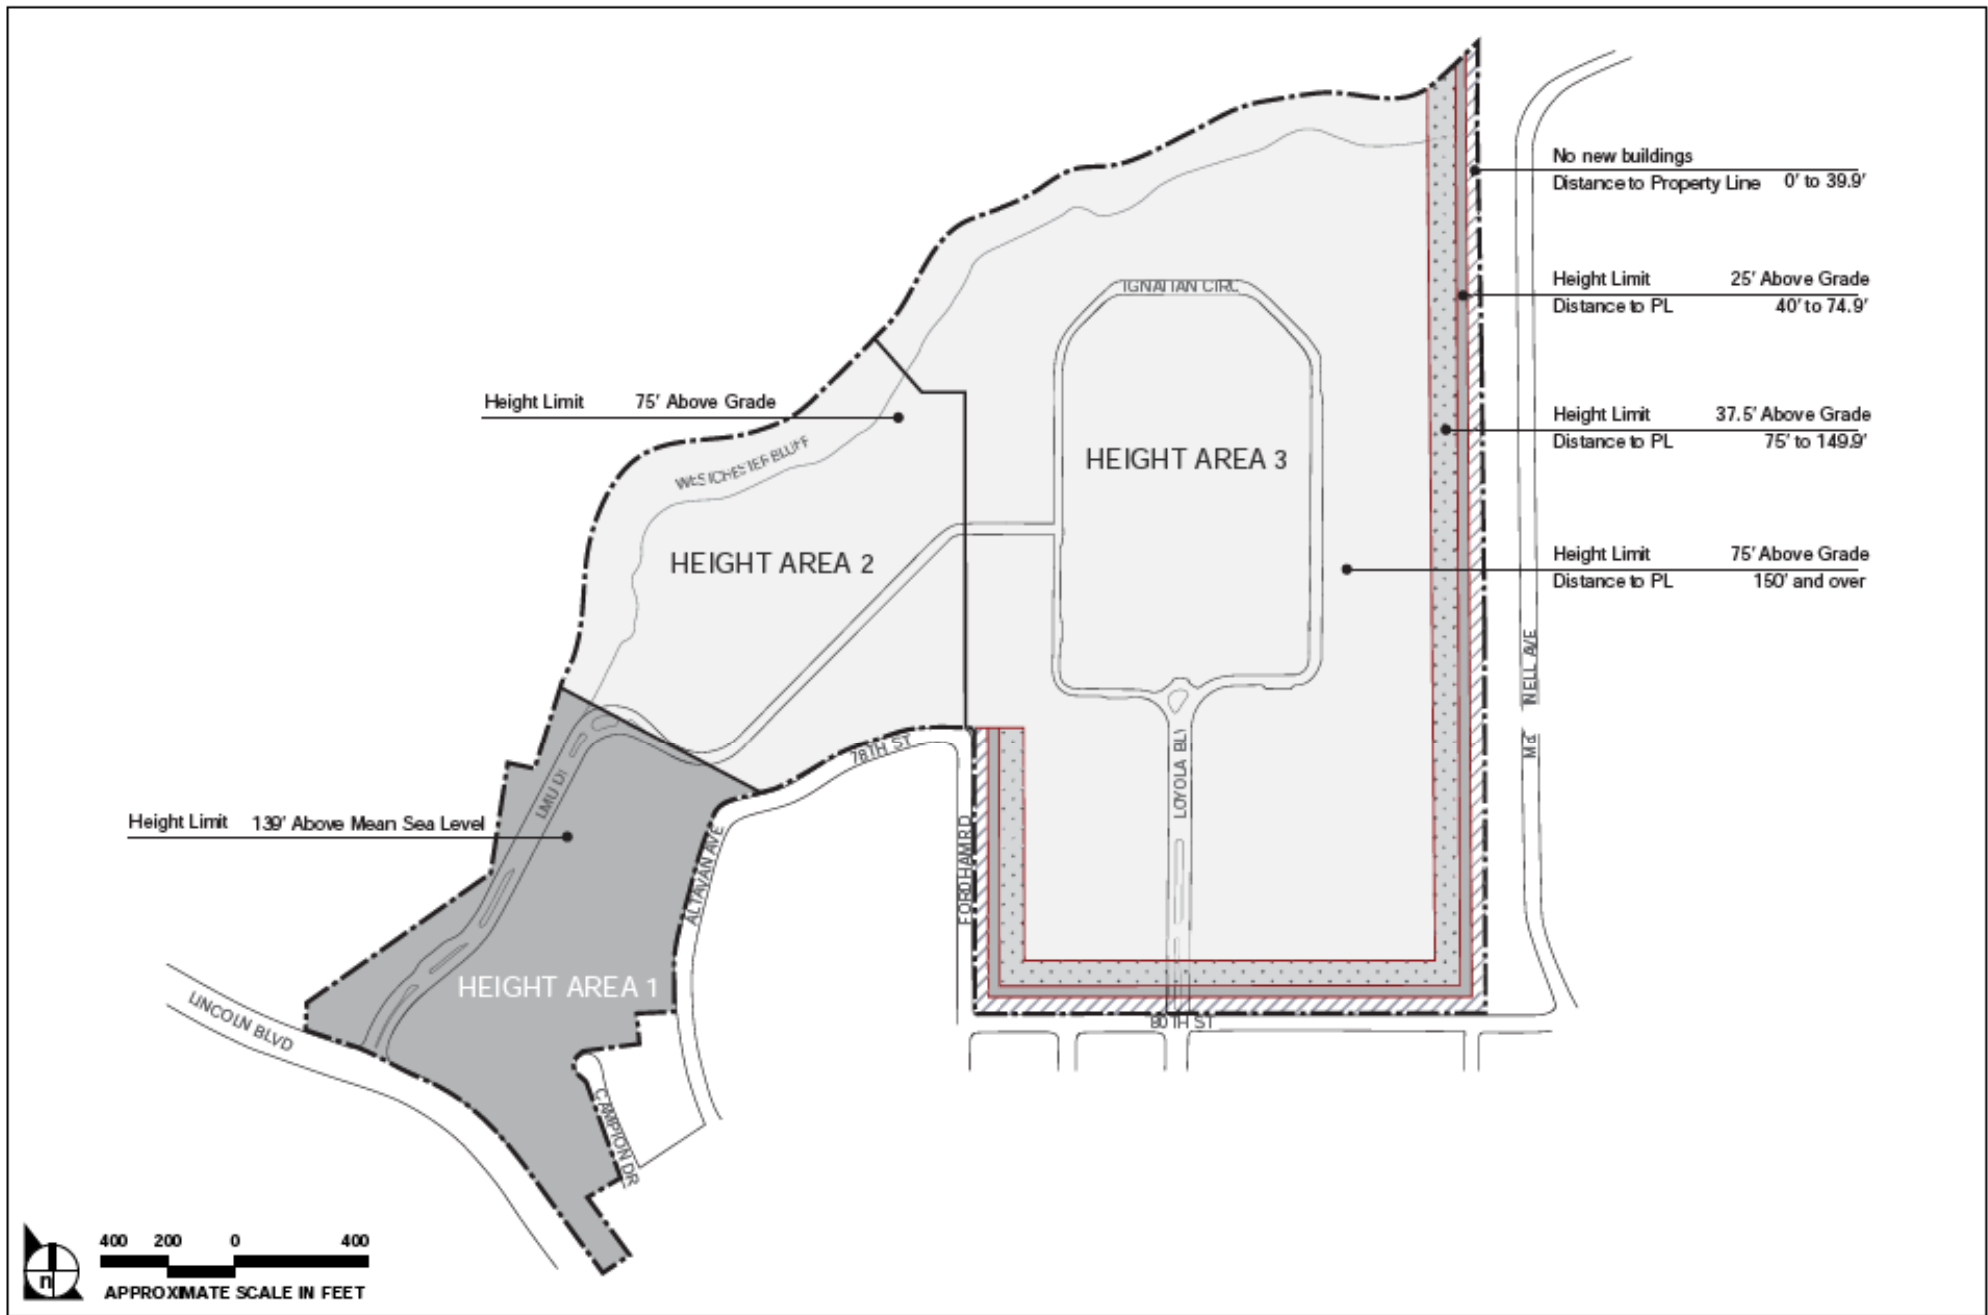 No new buildings
Distance to Property Line 0' to 39.9'
IGNATIAN CIRC
Height Limit 25' Above Grade
Distance to PL 40' to 74.9'
Height Limit 75' Above Grade
Height Limit 37.5' Above Grade
Distance to PL 75' to 149.9'
WESTCHESTER BLUFF
HEIGHT AREA 3
HEIGHT AREA 2
Height Limit 75' Above Grade
Distance to PL 150' and over
NELL AVE
78TH ST
LMU DR
LOYOLA BLV
Height Limit 139' Above Mean Sea Level
FORDHAM RD
HEIGHT AREA 1
LINCOLN BLVD
80TH ST
CAMPION DR
n
400 200 0 400
APPROXIMATE SCALE IN FEET